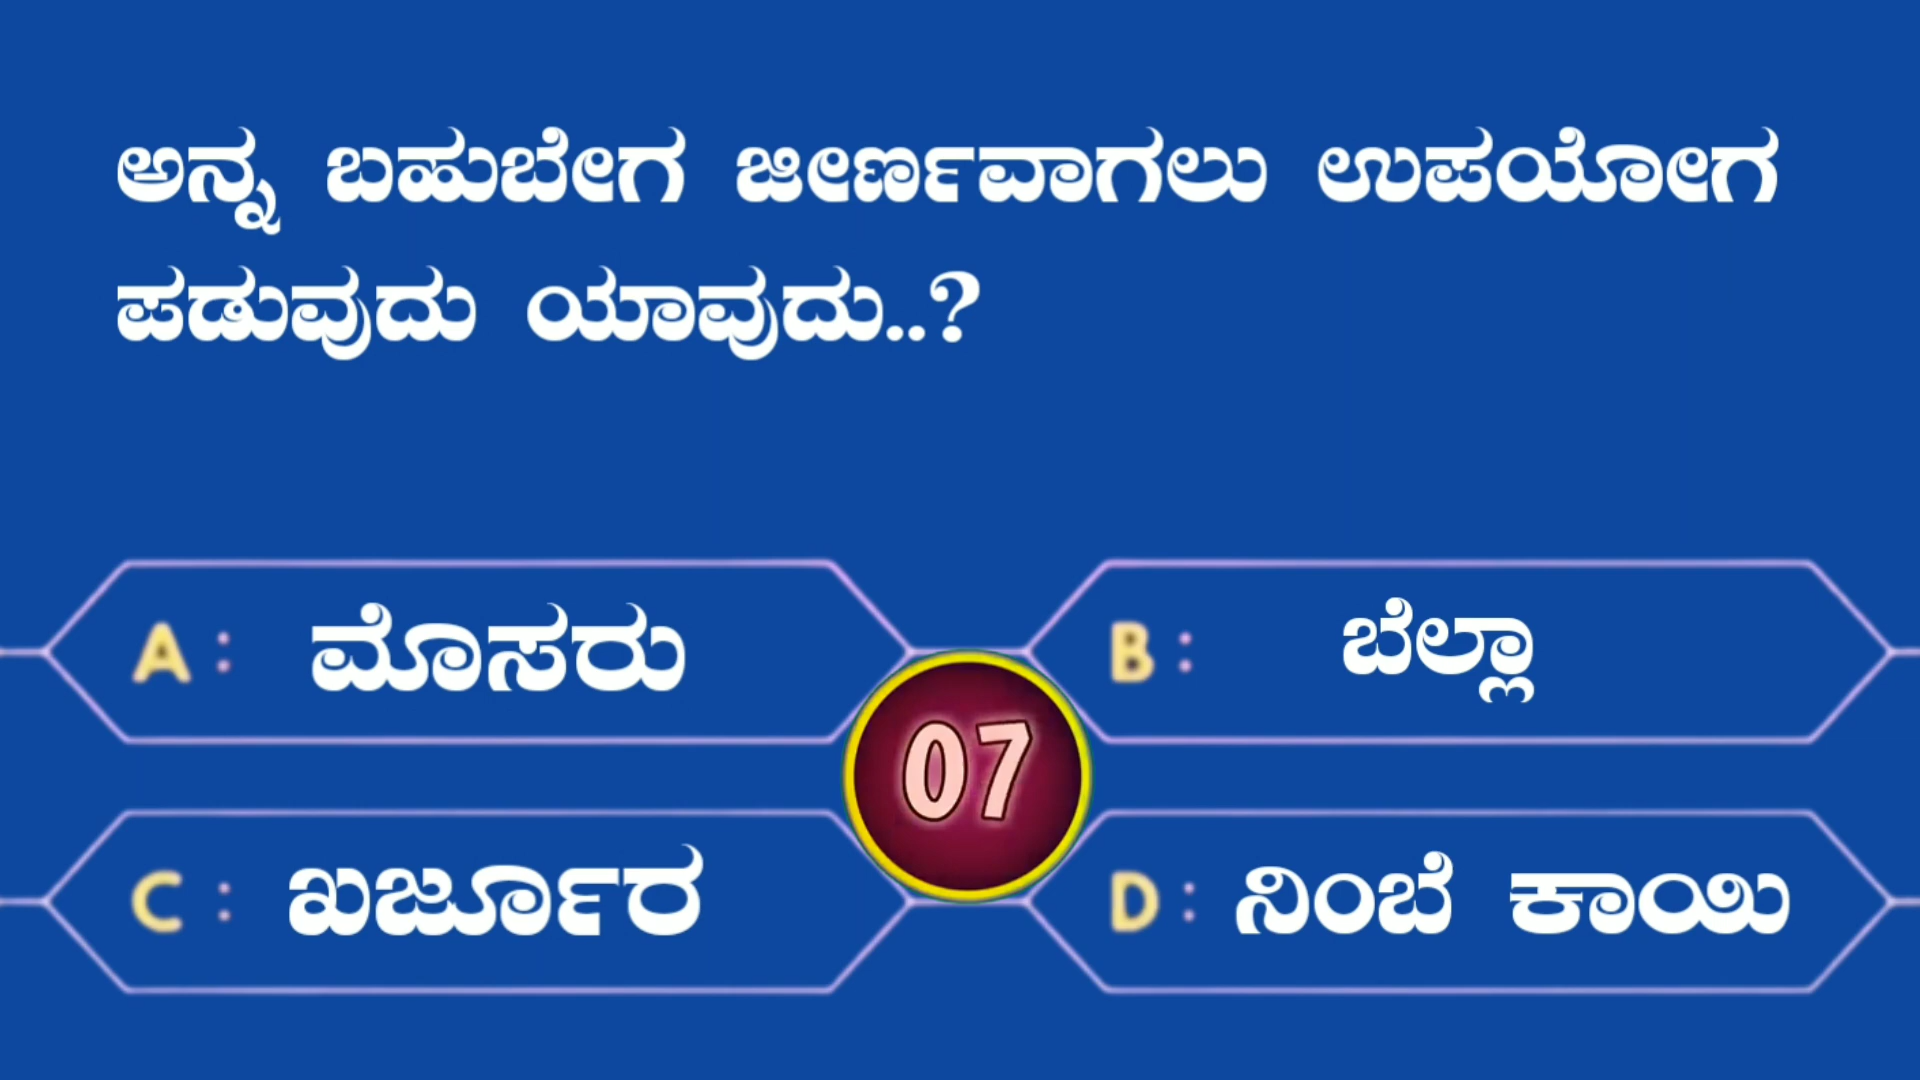 ಅನ್ನ ಬಹುಬೇಗ ಜೀರ್ಣವಾಗಲು ಉಪಯೋಗ
ಪಡುವುದು ಯಾವುದು..?
A : ಮೊಸರು
B : ಬೆಲ್ಲಾ
07
C : ಖರ್ಜೂರ
D : ನಿಂಬೆ ಕಾಯಿ